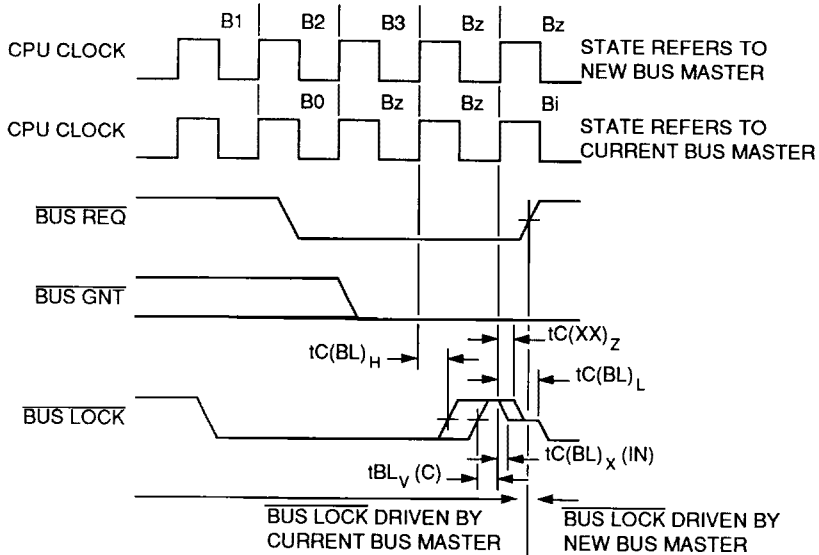 B1 B2 B3 Bz Bz
CPU CLOCK
STATE REFERS TO
NEW BUS MASTER
B0 Bz Bz Bi
CPU CLOCK
STATE REFERS TO
CURRENT BUS MASTER
BUS REQ
BUS GNT
tC(XX)Z
tC(BL)H
tC(BL)L
BUS LOCK
tC(BL)X (IN)
tBLV (C)
BUS LOCK DRIVEN BY
CURRENT BUS MASTER
BUS LOCK DRIVEN BY
NEW BUS MASTER